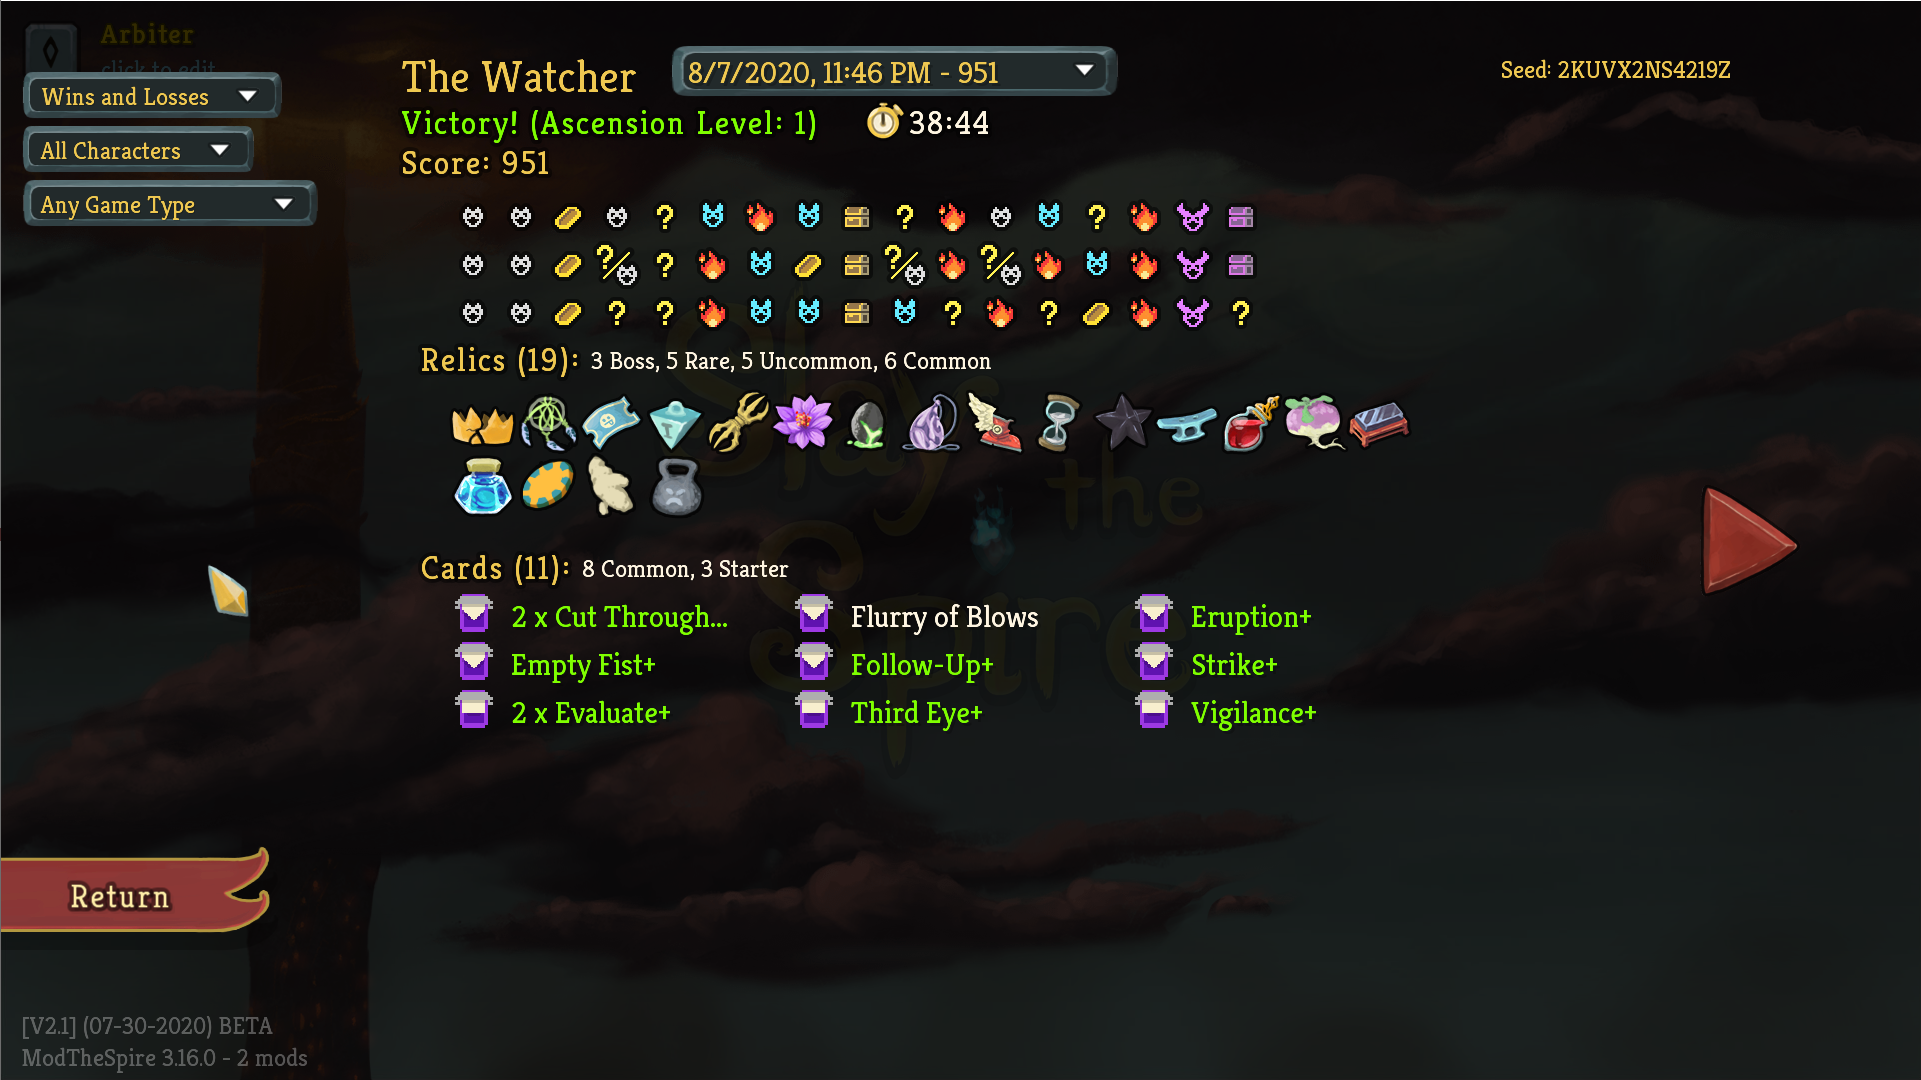 Arbiter
click to edit
Wins and Losses
All Characters
Any Game Type
The Watcher
8/7/2020, 11:46 PM - 951
Seed: 2KUVX2NS4219Z
Victory! (Ascension Level: 1)
38:44
Score: 951
Relics (19): 3 Boss, 5 Rare, 5 Uncommon, 6 Common
Slay
the
Spire
Cards (11): 8 Common, 3 Starter
2 x Cut Through...
Flurry of Blows
Eruption+
Empty Fist+
Follow-Up+
Strike+
2 x Evaluate+
Third Eye+
Vigilance+
Return
[V2.1] (07-30-2020) BETA
ModTheSpire 3.16.0 - 2 mods